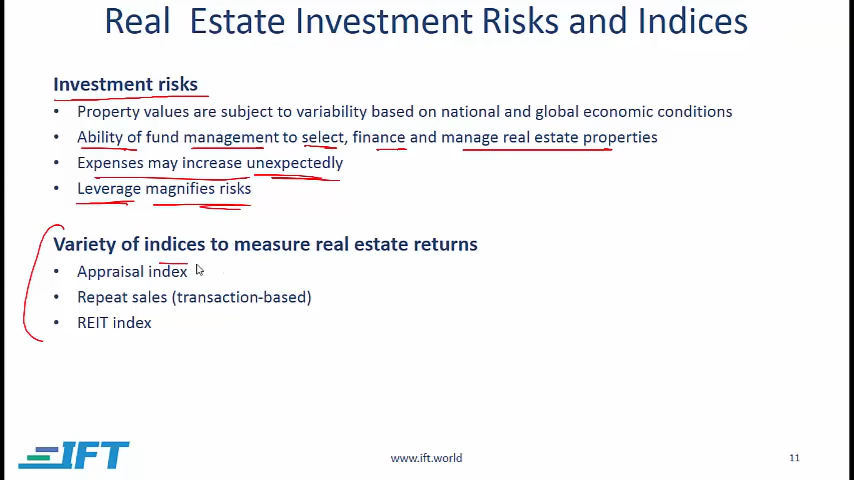 Real Estate Investment Risks and Indices
Investment risks
• Property values are subject to variability based on national and global economic conditions
• Ability of fund management to select, finance and manage real estate properties
• Expenses may increase unexpectedly
• Leverage magnifies risks
Variety of indices to measure real estate returns
• Appraisal index
• Repeat sales (transaction-based)
• REIT index
IFT
www.ift.world
11